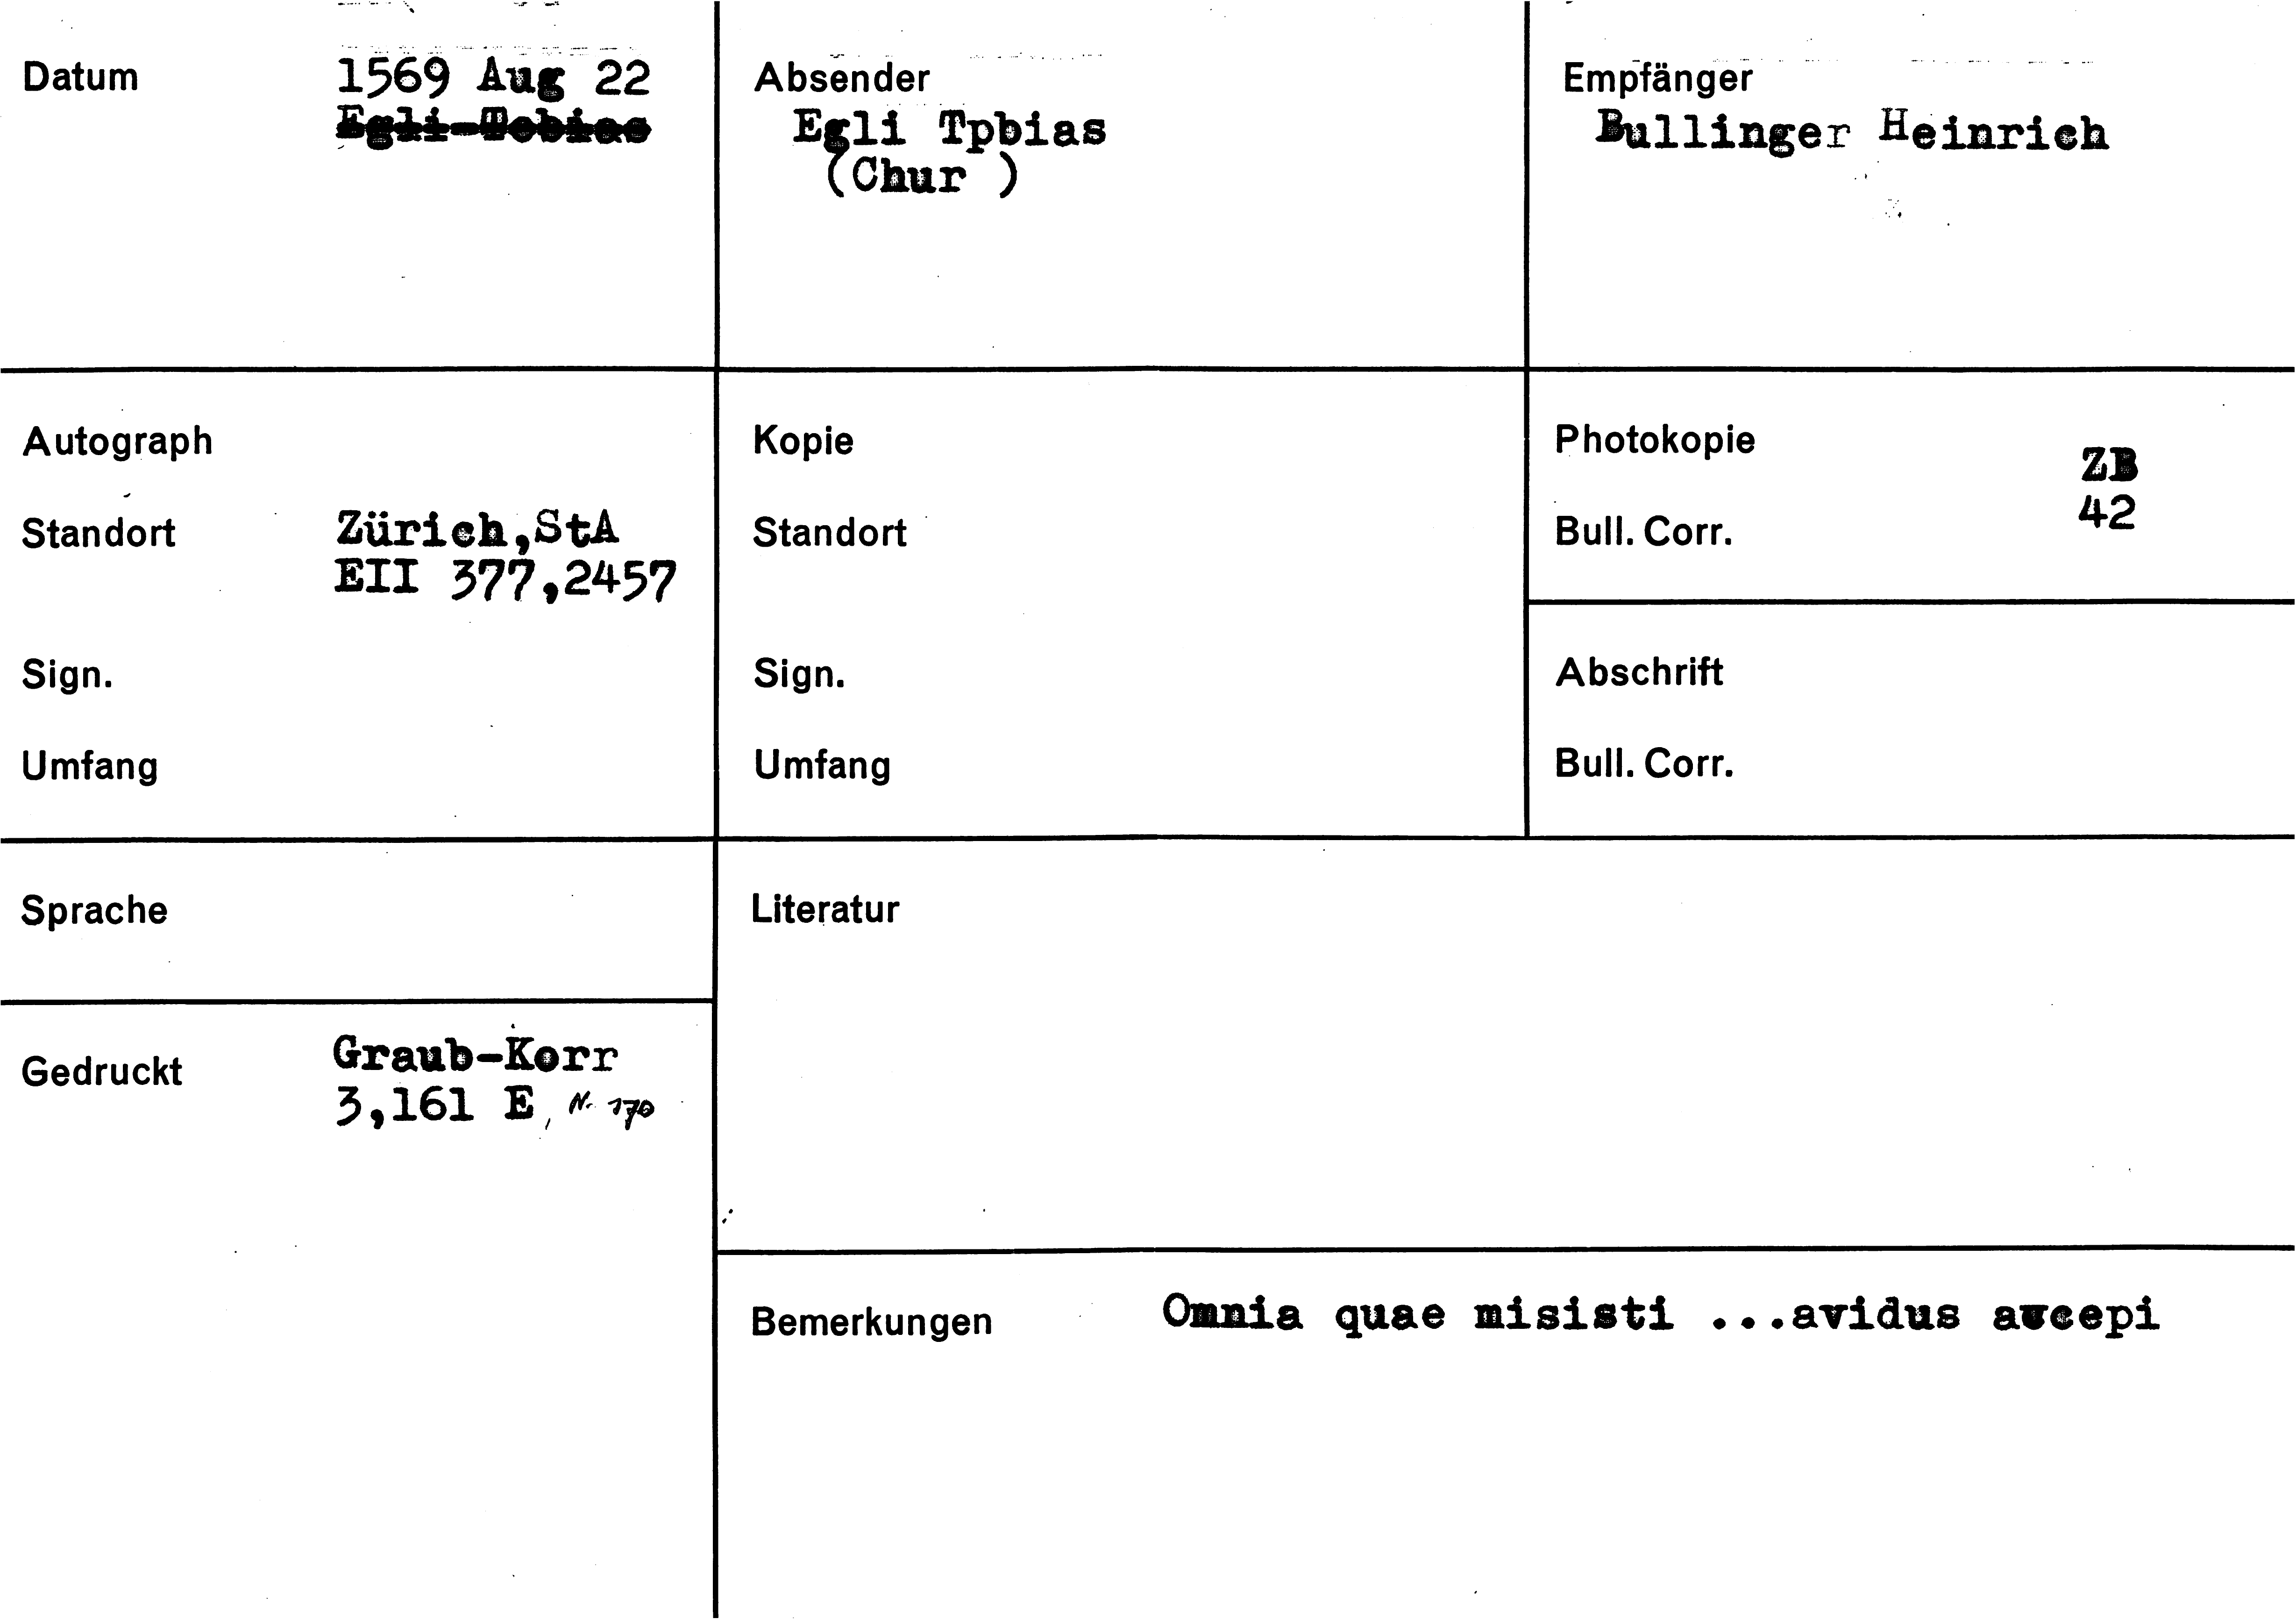 Datum
1569 Aug 22
Egli Tobias
Absender
Egli Tpbias
(Chur )
Empfänger
Bullinger Heinrich
Autograph
Standort
Zürich,StA
EII 377,2457
Sign.
Umfang
Kopie
Standort
Sign.
Umfang
Photokopie
ZB
Bull. Corr.
42
Abschrift
Bull. Corr.
Sprache
Gedruckt
Graub-Korr
3,161 E, Nr. 170
Literatur
Bemerkungen
Omnia quae misisti ...avidus accepi